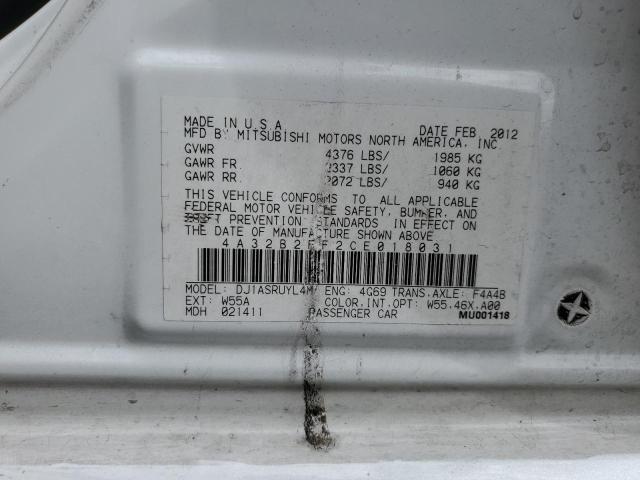 MADE IN U.S.A DATE FEB. 2012
MFD BY MITSUBISHI MOTORS NORTH AMERICA, INC
GVWR 4376 LBS/ 1985 KG
GAWR FR 2337 LBS/ 1060 KG
GAWR RR 2072 LBS/ 940 KG
THIS VEHICLE CONFORMS TO ALL APPLICABLE
FEDERAL MOTOR VEHICLE SAFETY, BUMPER, AND
THEFT PREVENTION STANDARDS IN EFFECT ON
THE DATE OF MANUFACTURE SHOWN ABOVE
4A32B2FF2CE018031
MODEL: DJ1ASRUYL4M/ ENG: 4G69 TRANS.AXLE: F4A4B
EXT: W55A COLOR.INT.OPT: W55.46X.A00
MDH 021411 PASSENGER CAR MU001418